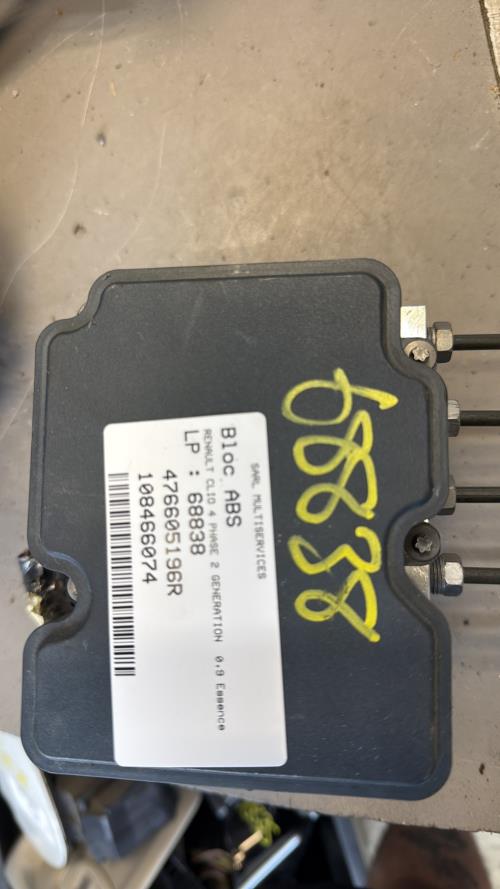 68838
SARL MULTISERVICES
Bloc ABS
RENAULT CLIO 4 PHASE 2 GENERATION 0,9 Essence
LP : 68838
476605196R
108466074